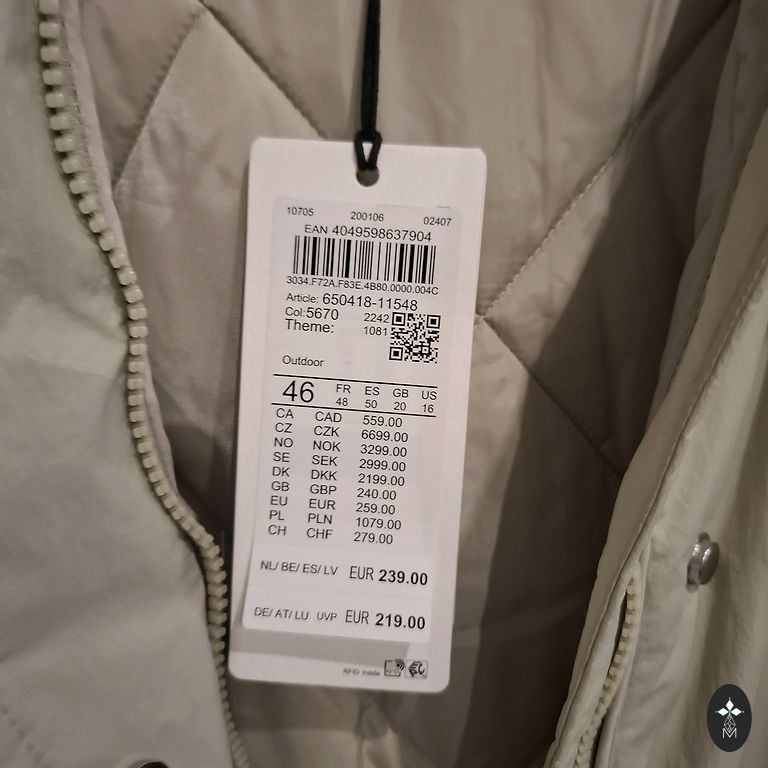 10705 200106 02407
EAN 4049598637904
3034.F72A.F83E.4B80.0000.004C
Article: 650418-11548
Col:5670 2242
Theme: 1081
Outdoor
46 FR ES GB US
48 50 20 16
CA CAD 559.00
CZ CZK 6699.00
NO NOK 3299.00
SE SEK 2999.00
DK DKK 2199.00
GB GBP 240.00
EU EUR 259.00
PL PLN 1079.00
CH CHF 279.00
NL/ BE/ ES/ LV EUR 239.00
DE/ AT/ LU UVP EUR 219.00
RFID inside
M